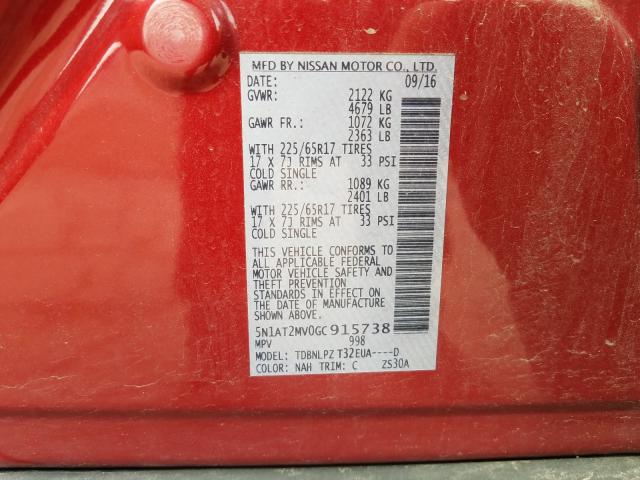 MFD BY NISSAN MOTOR CO., LTD.
DATE: 09/16
GVWR: 2122 KG
4679 LB
GAWR FR.: 1072 KG
2363 LB
WITH 225/65R17 TIRES
17 X 7J RIMS AT 33 PSI
COLD SINGLE
GAWR RR.: 1089 KG
2401 LB
WITH 225/65R17 TIRES
17 X 7J RIMS AT 33 PSI
COLD SINGLE
THIS VEHICLE CONFORMS TO
ALL APPLICABLE FEDERAL
MOTOR VEHICLE SAFETY AND
THEFT PREVENTION
STANDARDS IN EFFECT ON
THE DATE OF MANUFACTURE
SHOWN ABOVE.
5N1AT2MV0GC915738
MPV 998
MODEL: TDBNLPZ T32EUA----D
COLOR: NAH TRIM: C ZS30A